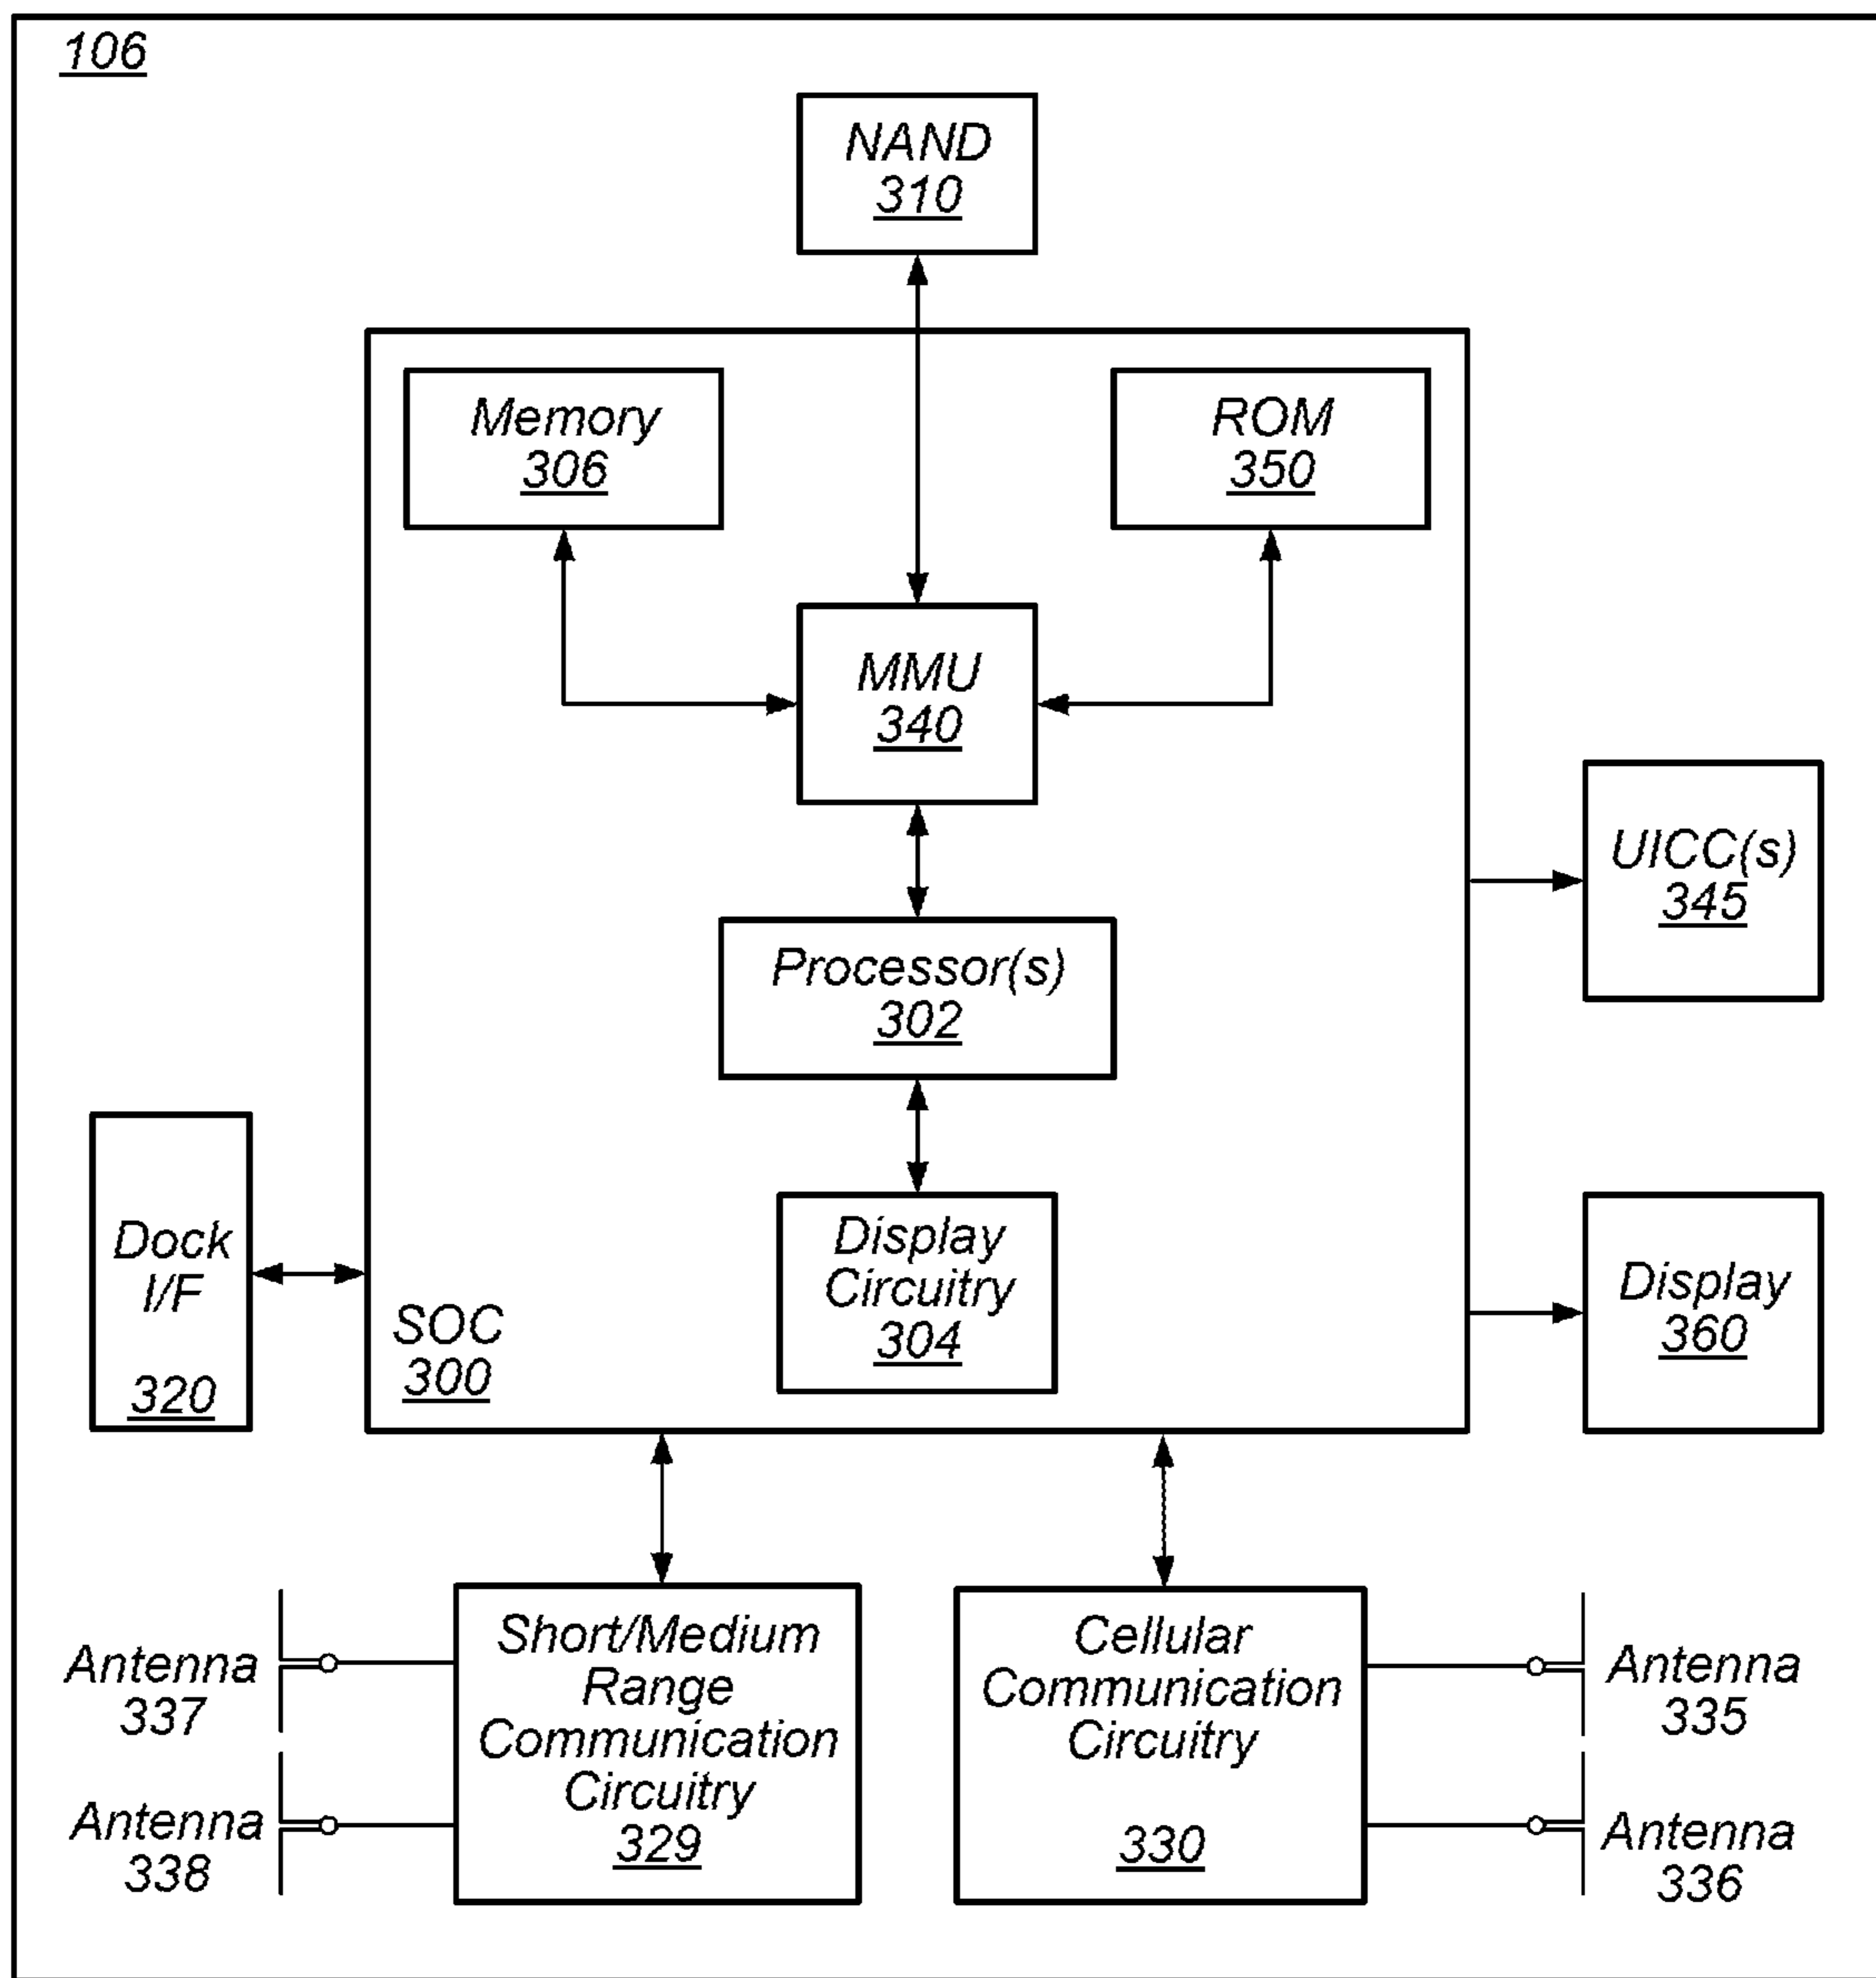 106
NAND
310
Memory
306
ROM
350
MMU
340
UICC(s)
345
Processor(s)
302
Dock
I/F
320
Display
Circuitry
304
SOC
300
Display
360
Short/Medium
Range
Communication
Circuitry
329
Cellular
Communication
Circuitry
330
Antenna
337
Antenna
338
Antenna
335
Antenna
336